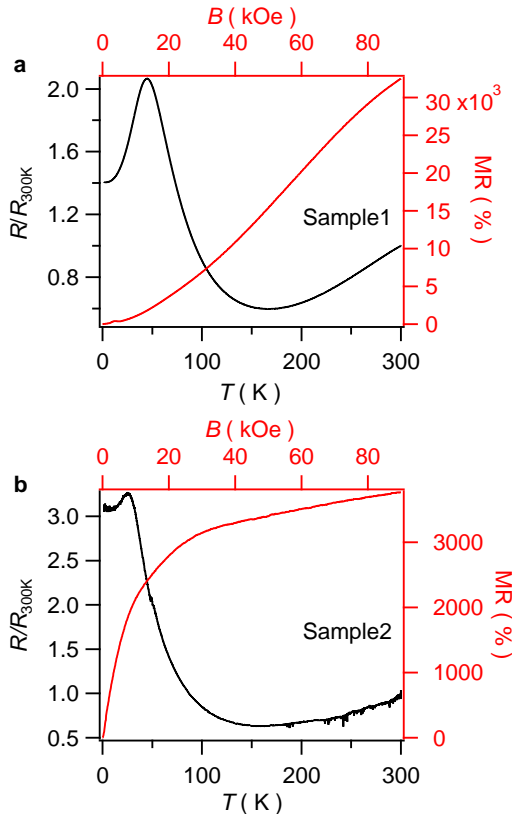 B ( kOe)
0 20 40 60 80
a
2.0
1.6
1.2
0.8
R/R300K
30 x10³
25
20
15
10
5
0
MR ( % )
Sample1
0 100 200 300
T ( K )
B ( kOe)
0 20 40 60 80
b
3.0
2.5
2.0
1.5
1.0
0.5
R/R300K
3000
2000
1000
0
MR ( % )
Sample2
0 100 200 300
T ( K )